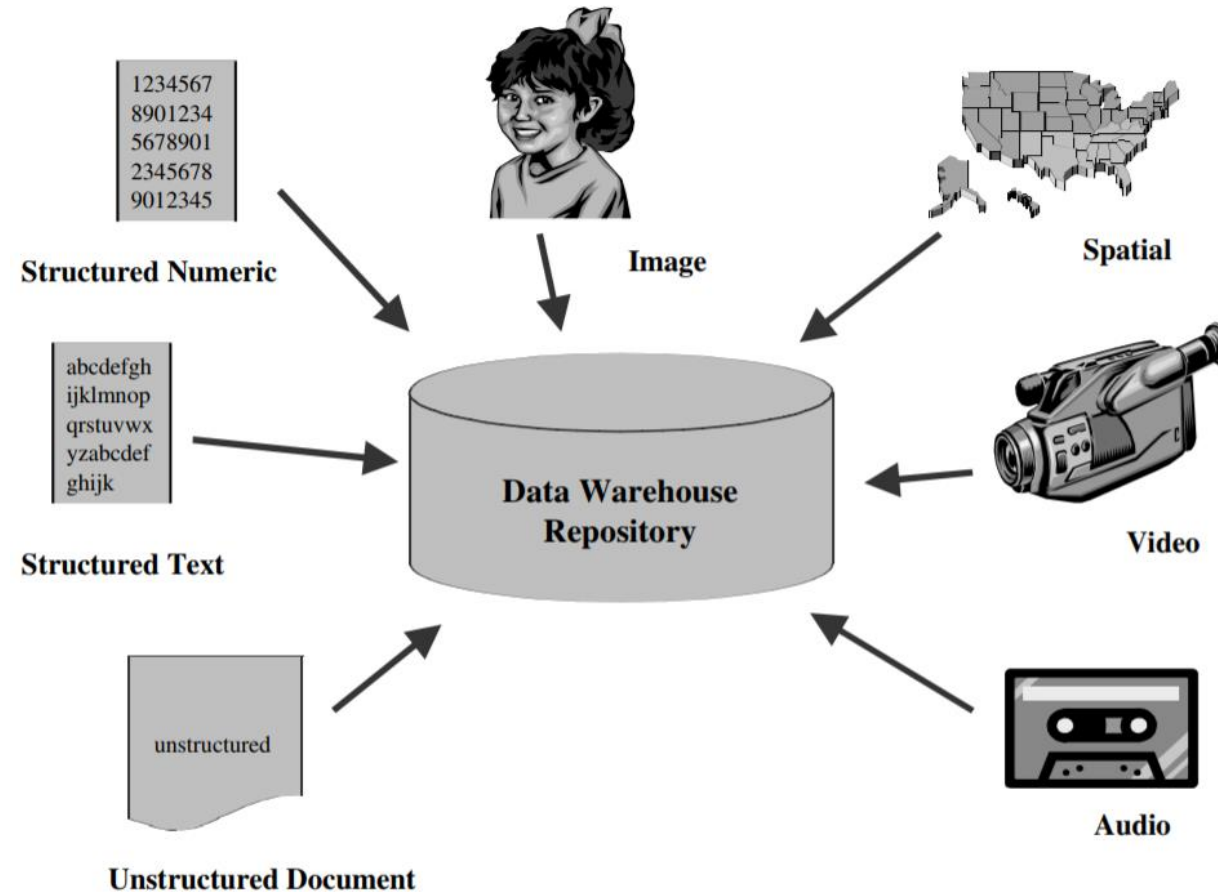 1234567
8901234
5678901
2345678
9012345
Structured Numeric
Image
Spatial
abcdefgh
ijklmnop
qrstuvwx
yzabcdef
ghijk
Structured Text
Data Warehouse
Repository
Video
unstructured
Unstructured Document
Audio